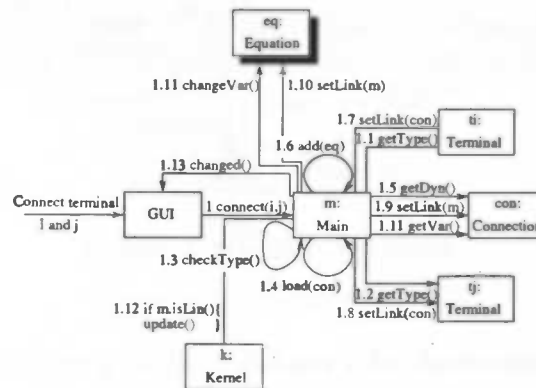 eq:
Equation
1.11 changeVar()
1.10 setLink(m)
1.7 setLink(con)
1.1 getType()
ti:
Terminal
1.6 add(eq)
1.13 changed()
Connect terminal
1 and j
GUI
1 connect(i,j)
m:
Main
1.5 getDyn()
1.9 setLink(m)
1.11 getVar()
con:
Connection
1.3 checkType()
1.4 load(con)
1.2 getType()
1.8 setLink(con)
tj:
Terminal
1.12 if m.isLin(){
update() }
k:
Kernel